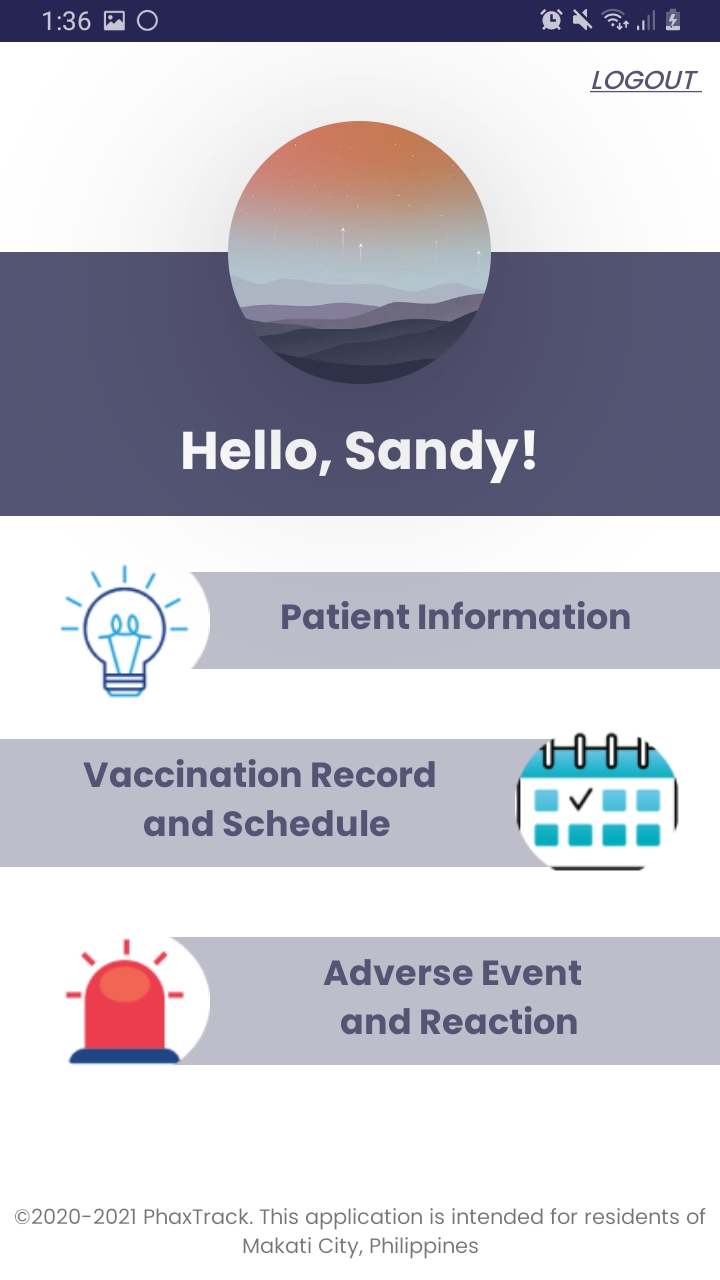 1:36
LOGOUT
Hello, Sandy!
Patient Information
Vaccination Record
and Schedule
Adverse Event
and Reaction
©2020-2021 PhaxTrack. This application is intended for residents of
Makati City, Philippines